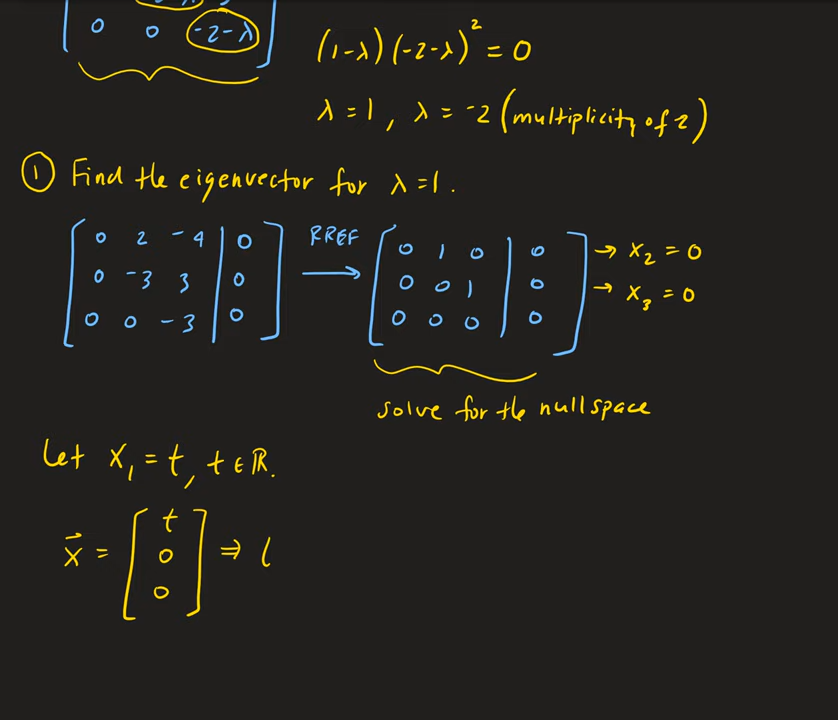 0 0 -2-λ
(1-λ)(-2-λ)² = 0
λ = 1, λ = -2 (multiplicity of 2)
① Find the eigenvector for λ = 1.
0 2 -4 | 0 RREF 0 1 0 | 0 → x₂ = 0
0 -3 3 | 0 → 0 0 1 | 0 → x₃ = 0
0 0 -3 | 0 0 0 0 | 0
solve for the nullspace
Let x₁ = t, t ∈ ℝ.
t
x⃗ = 0 ⇒ (
0